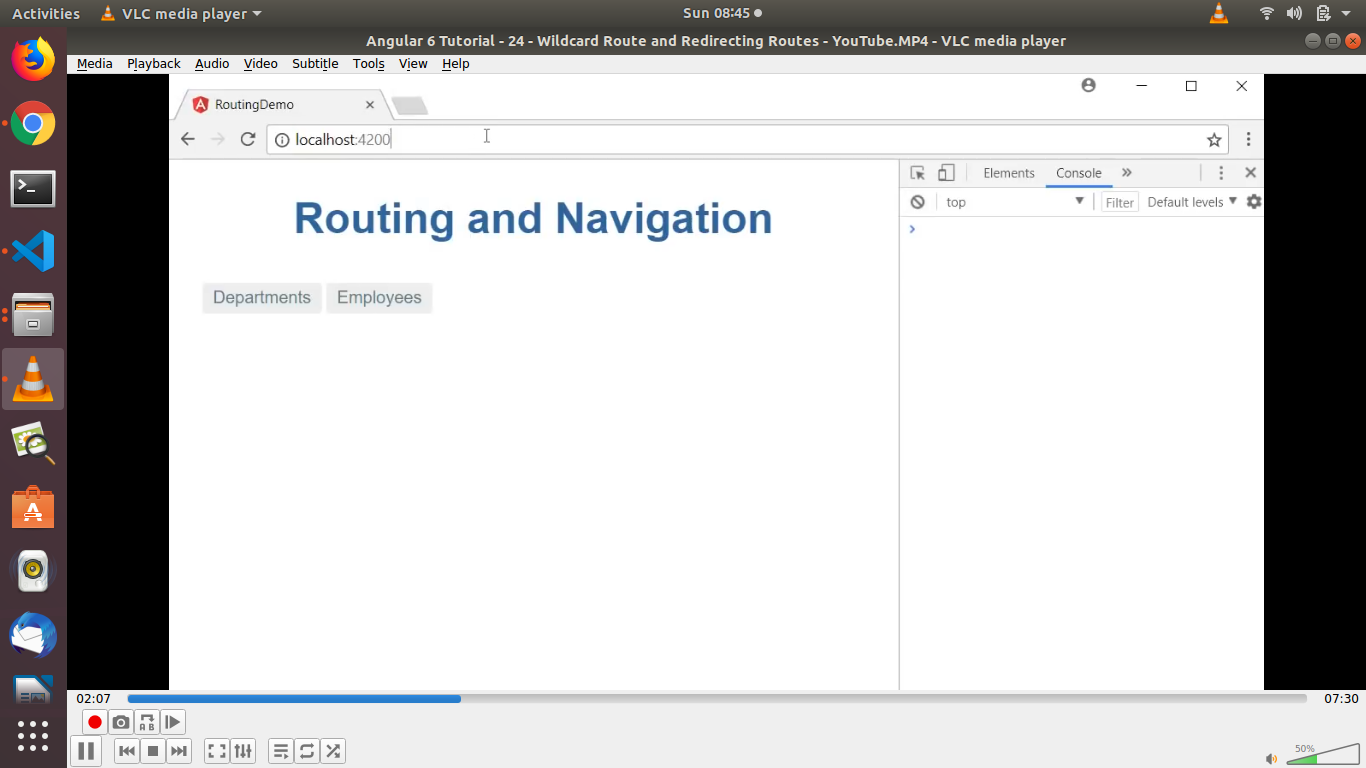 Activities VLC media player Sun 08:45
Angular 6 Tutorial - 24 - Wildcard Route and Redirecting Routes - YouTube.MP4 - VLC media player
Media Playback Audio Video Subtitle Tools View Help
RoutingDemo
localhost:4200
Elements Console »
top Filter Default levels
Routing and Navigation
Departments Employees
02:07 07:30
A B
50%